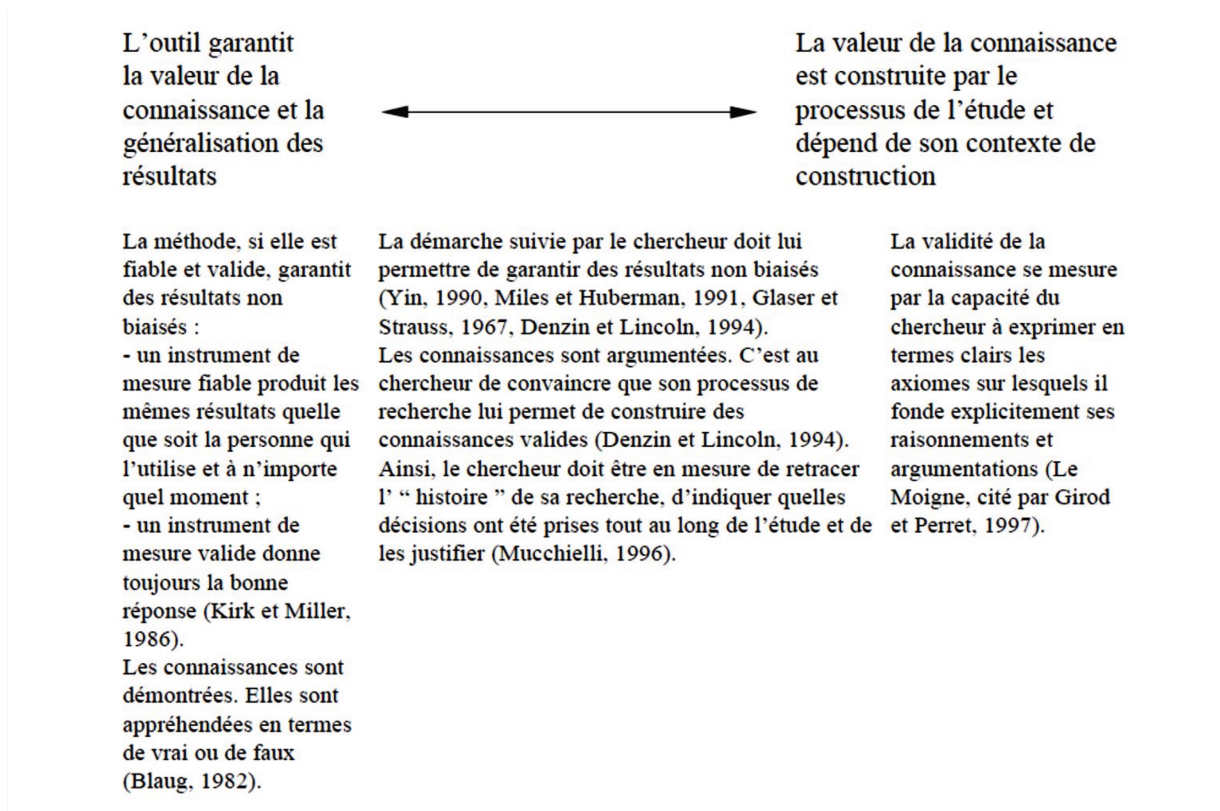 L’outil garantit
la valeur de la
connaissance et la
généralisation des
résultats
La valeur de la connaissance
est construite par le
processus de l’étude et
dépend de son contexte de
construction
La méthode, si elle est
fiable et valide, garantit
des résultats non
biaisés :
- un instrument de
mesure fiable produit les
mêmes résultats quelle
que soit la personne qui
l’utilise et à n’importe
quel moment ;
- un instrument de
mesure valide donne
toujours la bonne
réponse (Kirk et Miller,
1986).
Les connaissances sont
démontrées. Elles sont
appréhendées en termes
de vrai ou de faux
(Blaug, 1982).
La démarche suivie par le chercheur doit lui
permettre de garantir des résultats non biaisés
(Yin, 1990, Miles et Huberman, 1991, Glaser et
Strauss, 1967, Denzin et Lincoln, 1994).
Les connaissances sont argumentées. C’est au
chercheur de convaincre que son processus de
recherche lui permet de construire des
connaissances valides (Denzin et Lincoln, 1994).
Ainsi, le chercheur doit être en mesure de retracer
l’ “ histoire ” de sa recherche, d’indiquer quelles
décisions ont été prises tout au long de l’étude et de
les justifier (Mucchielli, 1996).
La validité de la
connaissance se mesure
par la capacité du
chercheur à exprimer en
termes clairs les
axiomes sur lesquels il
fonde explicitement ses
raisonnements et
argumentations (Le
Moigne, cité par Girod
et Perret, 1997).